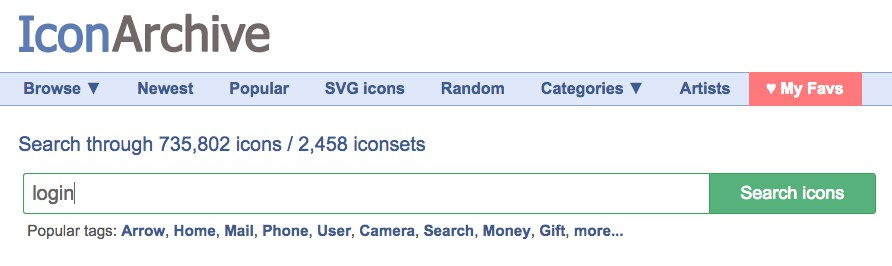 IconArchive
Browse ▼ Newest Popular SVG icons Random Categories ▼ Artists ♥ My Favs
Search through 735,802 icons / 2,458 iconsets
login Search icons
Popular tags: Arrow, Home, Mail, Phone, User, Camera, Search, Money, Gift, more...